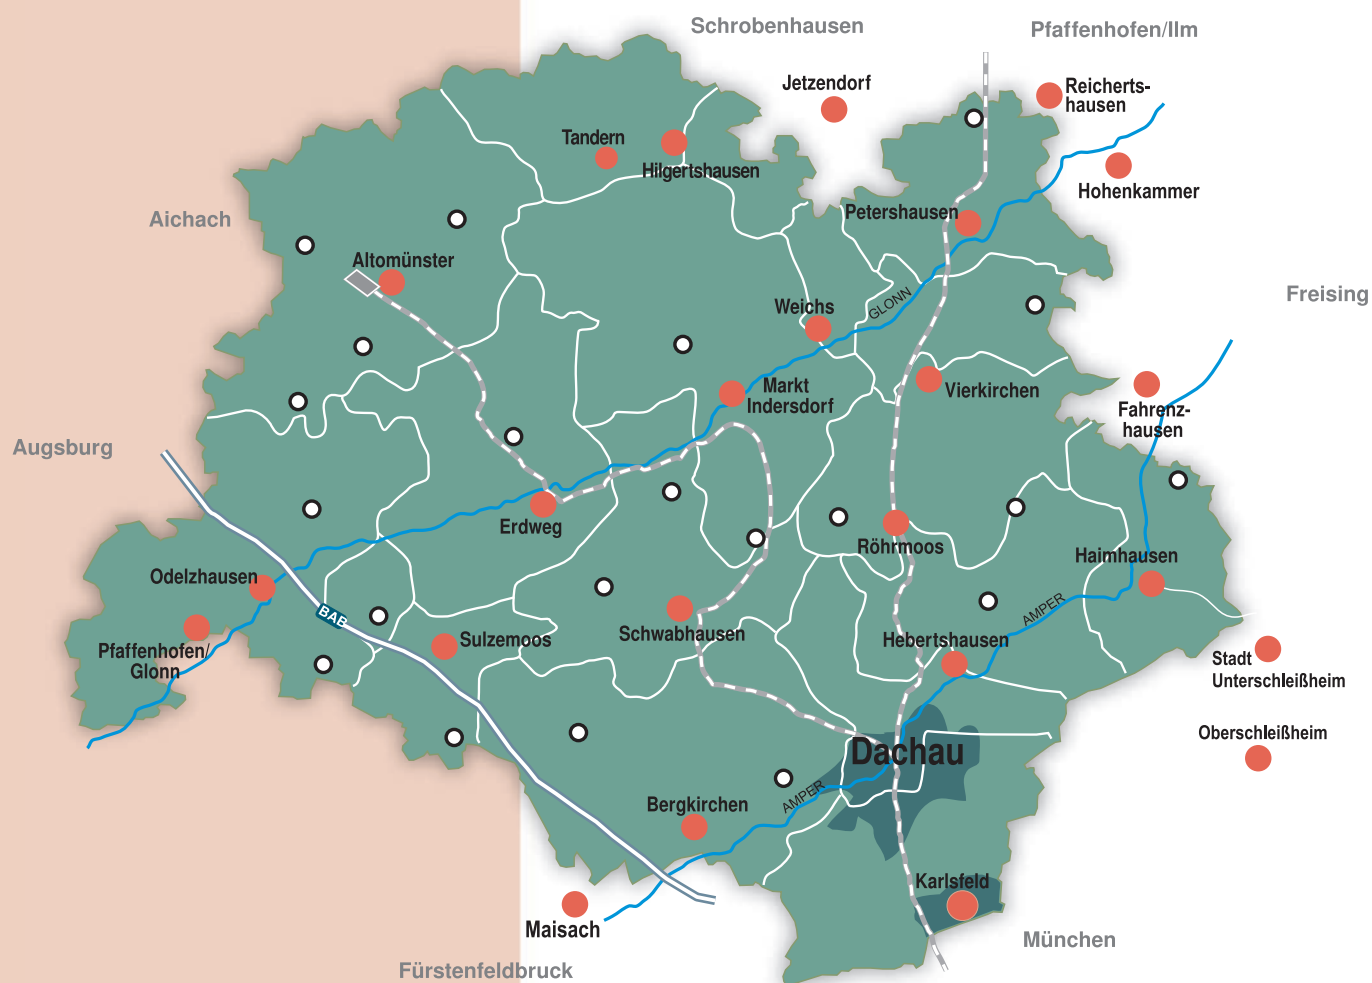 Schrobenhausen
Pfaffenhofen/Ilm
Jetzendorf
Reicherts-
hausen
Tandern
Hilgertshausen
Hohenkammer
Aichach
Petershausen
Altomünster
Freising
GLONN
Weichs
Markt
Indersdorf
Vierkirchen
Fahrenz-
hausen
Augsburg
Erdweg
Röhrmoos
Haimhausen
Odelzhausen
BAB
AMPER
Schwabhausen
Hebertshausen
Sulzemoos
Pfaffenhofen/
Glonn
Stadt
Unterschleißheim
Oberschleißheim
Dachau
AMPER
Bergkirchen
Karlsfeld
Maisach
München
Fürstenfeldbruck